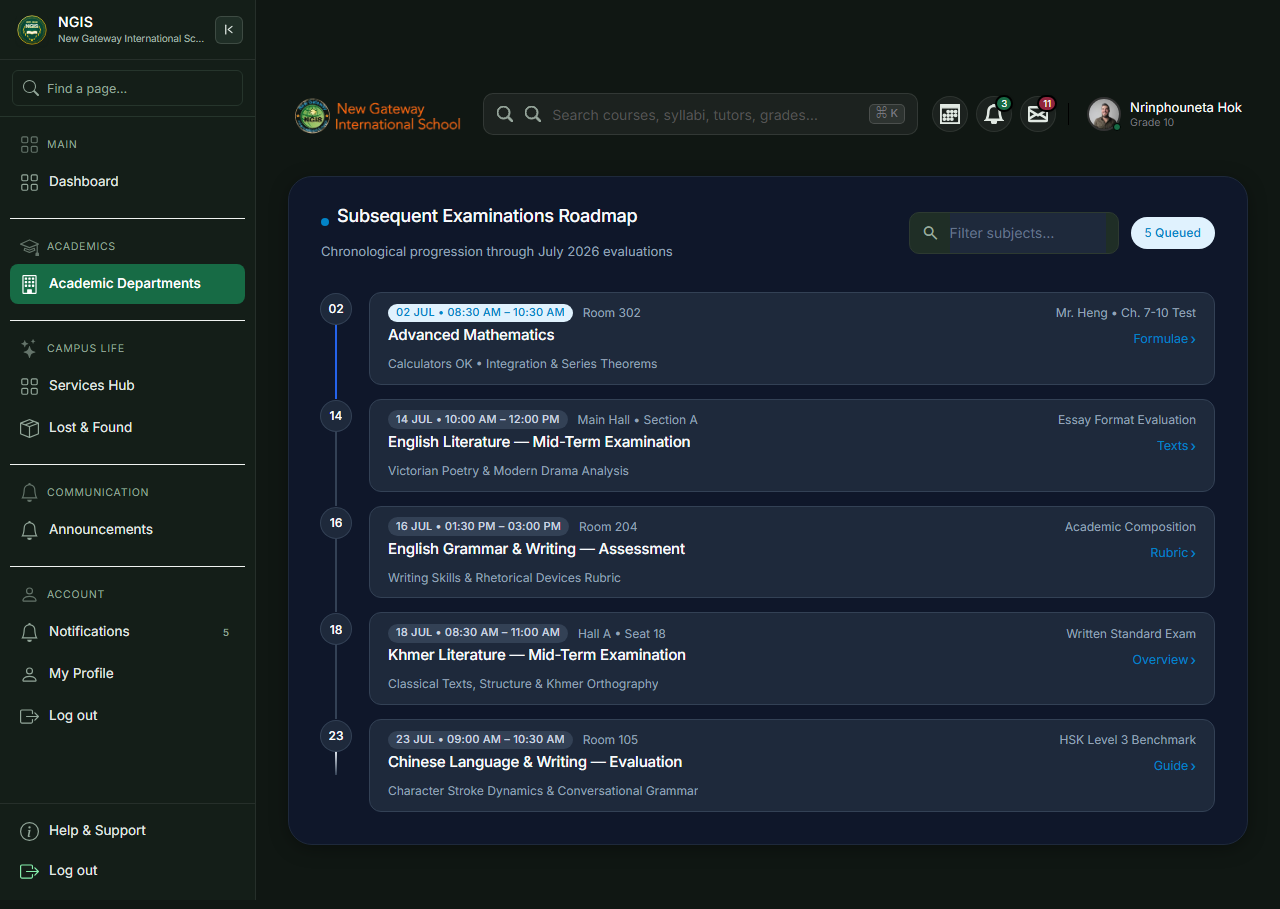 NGIS
New Gateway International Sc...
Find a page...
MAIN
Dashboard
ACADEMICS
Academic Departments
CAMPUS LIFE
Services Hub
Lost & Found
COMMUNICATION
Announcements
ACCOUNT
Notifications 5
My Profile
Log out
Help & Support
Log out
New Gateway
International School
Search courses, syllabi, tutors, grades...
⌘ K
3
11
Nrinphouneta Hok
Grade 10
Subsequent Examinations Roadmap
Chronological progression through July 2026 evaluations
Filter subjects...
5 Queued
02
02 JUL • 08:30 AM – 10:30 AM Room 302
Mr. Heng • Ch. 7-10 Test
Advanced Mathematics
Formulae ›
Calculators OK • Integration & Series Theorems
14
14 JUL • 10:00 AM – 12:00 PM Main Hall • Section A
Essay Format Evaluation
English Literature — Mid-Term Examination
Texts ›
Victorian Poetry & Modern Drama Analysis
16
16 JUL • 01:30 PM – 03:00 PM Room 204
Academic Composition
English Grammar & Writing — Assessment
Rubric ›
Writing Skills & Rhetorical Devices Rubric
18
18 JUL • 08:30 AM – 11:00 AM Hall A • Seat 18
Written Standard Exam
Khmer Literature — Mid-Term Examination
Overview ›
Classical Texts, Structure & Khmer Orthography
23
23 JUL • 09:00 AM – 10:30 AM Room 105
HSK Level 3 Benchmark
Chinese Language & Writing — Evaluation
Guide ›
Character Stroke Dynamics & Conversational Grammar